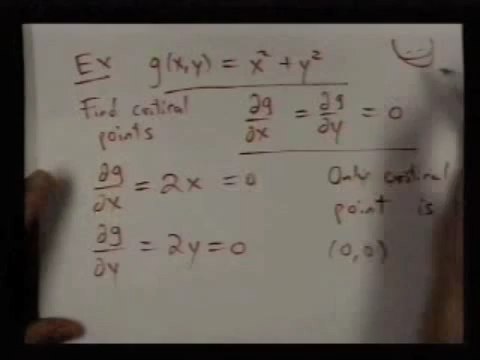 Ex g(x,y) = x² + y²
Find critical points
∂g/∂x = ∂g/∂y = 0
∂g/∂x = 2x = 0
∂g/∂y = 2y = 0
Only critical
point is
(0,0)